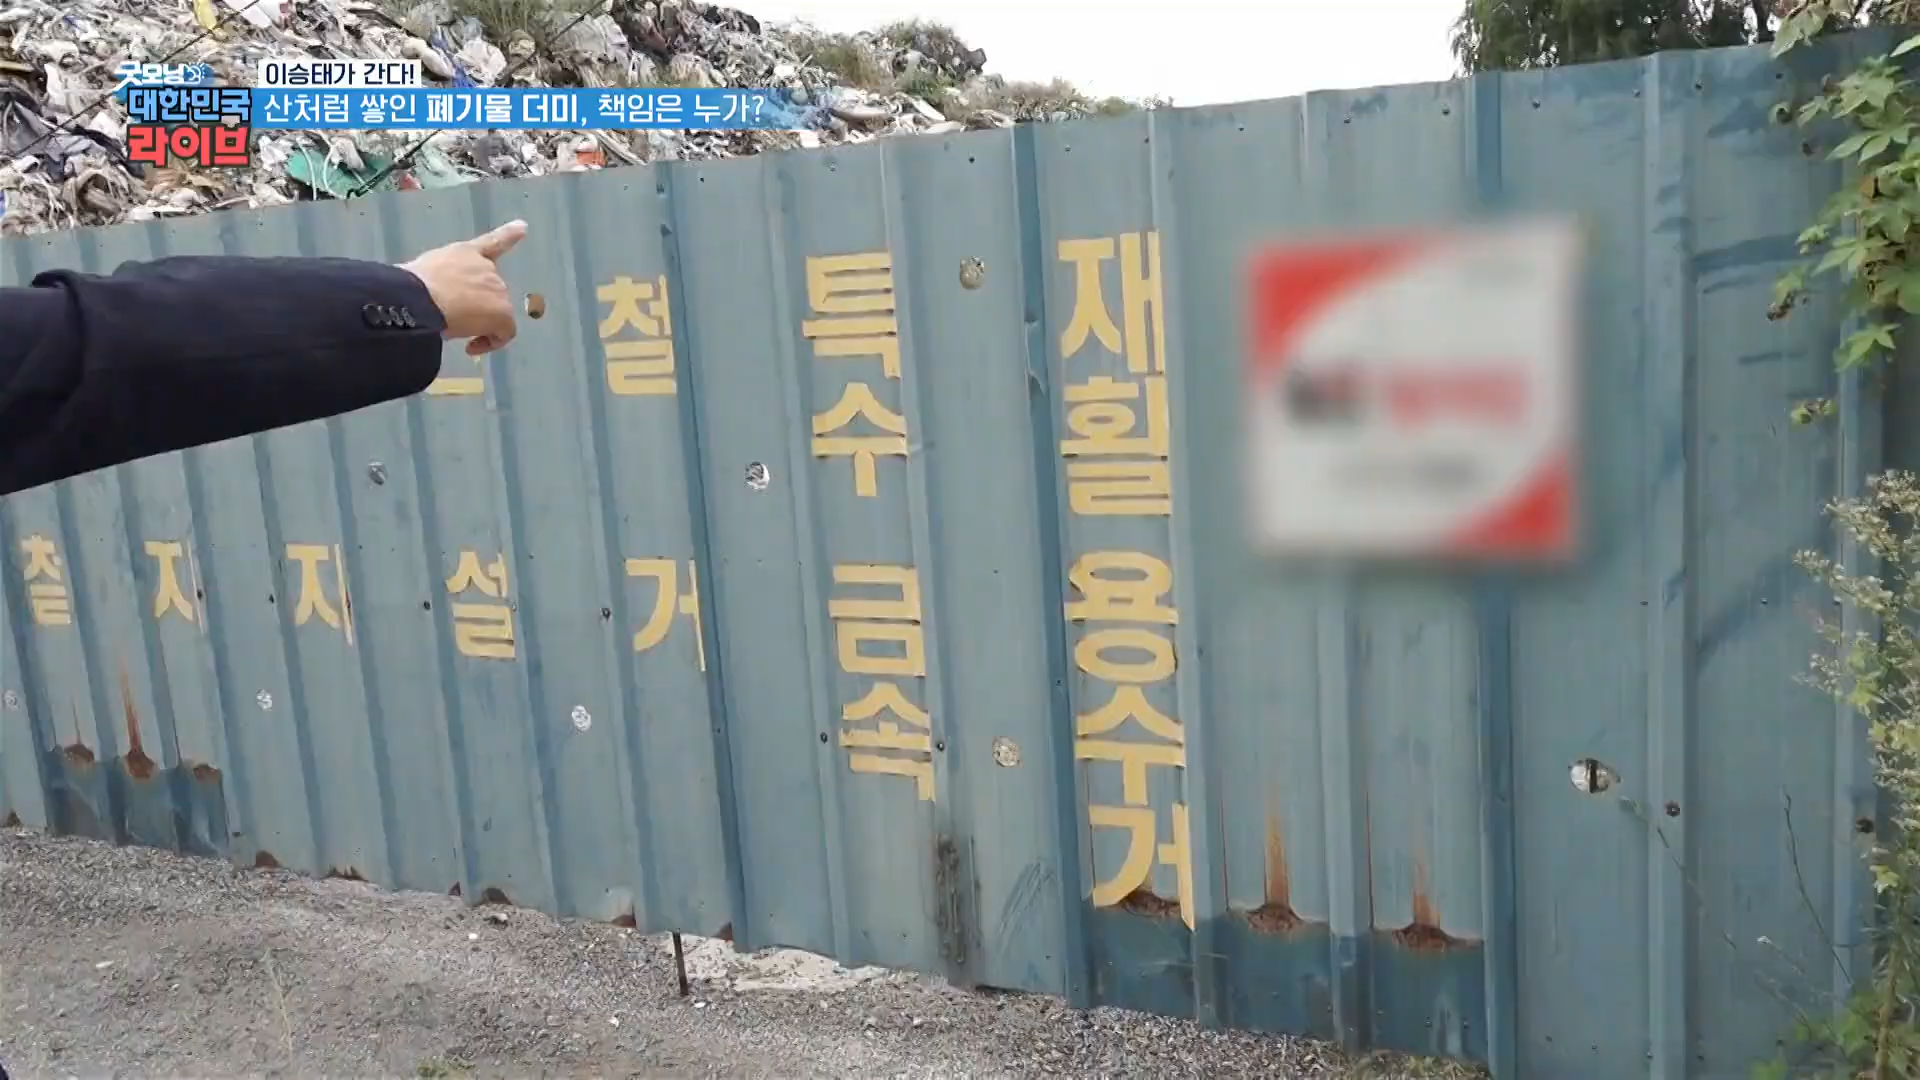 굿모닝
대한민국
라이브
이승태가 간다!
산처럼 쌓인 폐기물 더미, 책임은 누가?
철
특수 금속
재활용수거
철 지 지 설 거